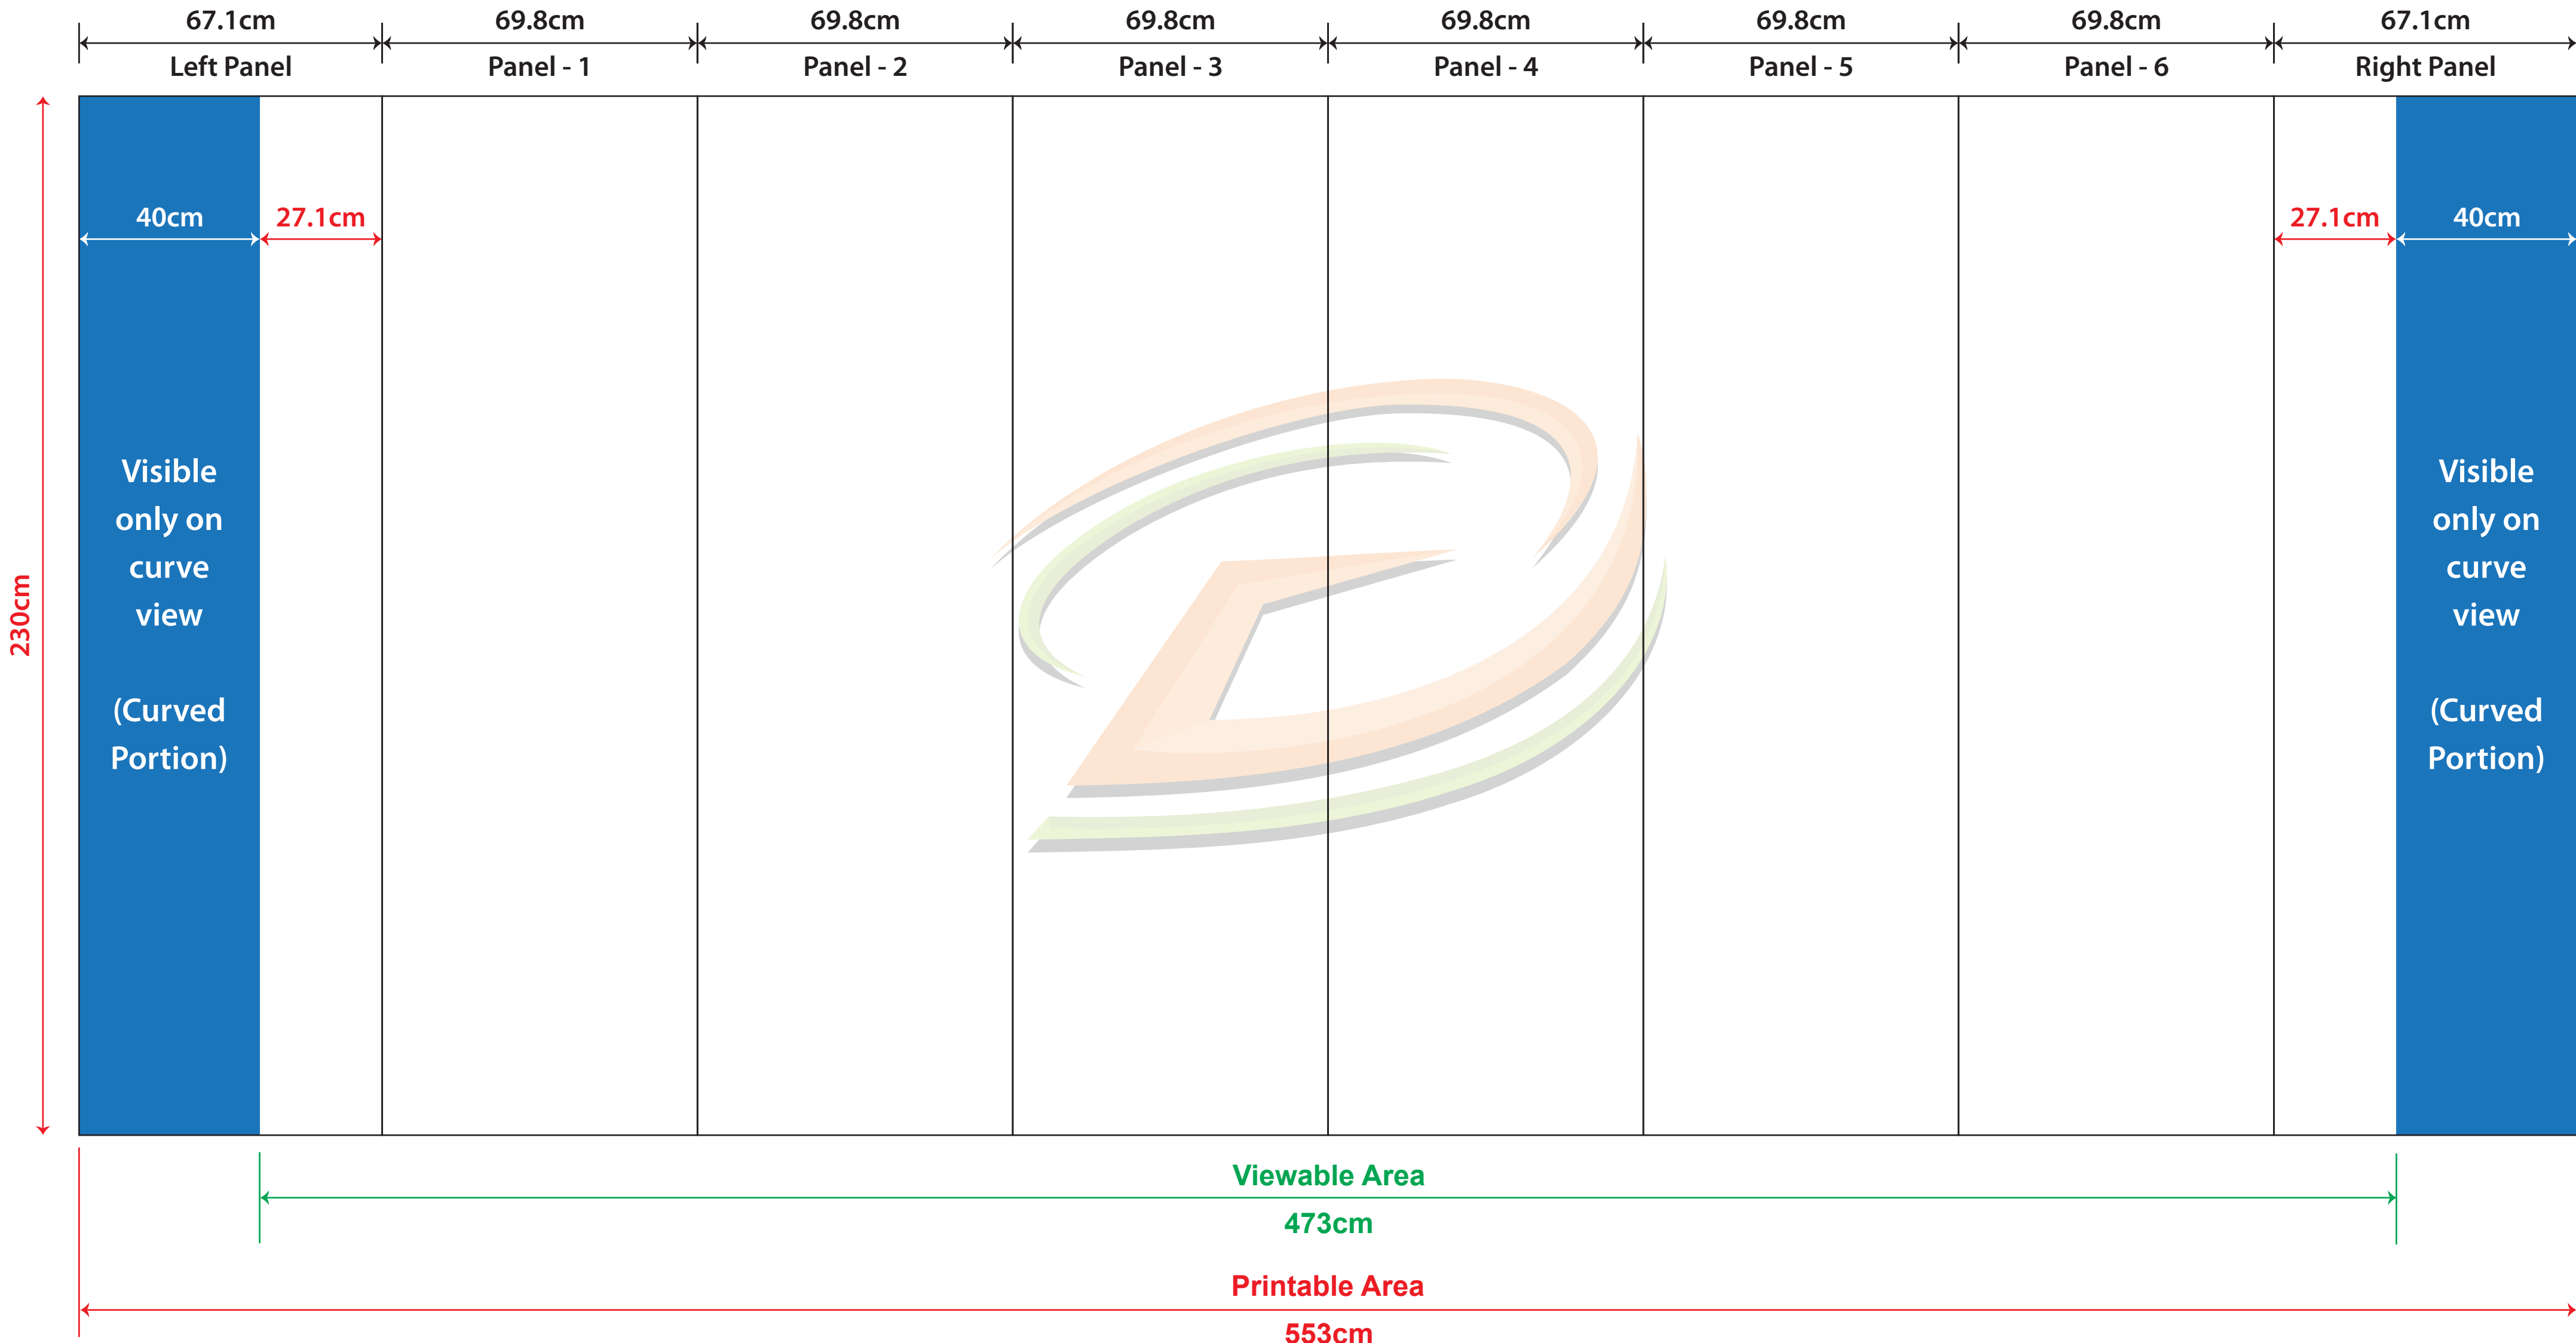 67.1cm 69.8cm 69.8cm 69.8cm 69.8cm 69.8cm 69.8cm 67.1cm
Left Panel Panel - 1 Panel - 2 Panel - 3 Panel - 4 Panel - 5 Panel - 6 Right Panel
40cm 27.1cm 27.1cm 40cm
Visible
only on
curve
view
(Curved
Portion)
Visible
only on
curve
view
(Curved
Portion)
230cm
Viewable Area
473cm
Printable Area
553cm